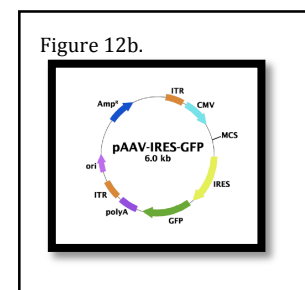 Figure 12b.
ITR
CMV
Amp^R
MCS
pAAV-IRES-GFP
6.0 kb
ori
IRES
ITR
polyA
GFP